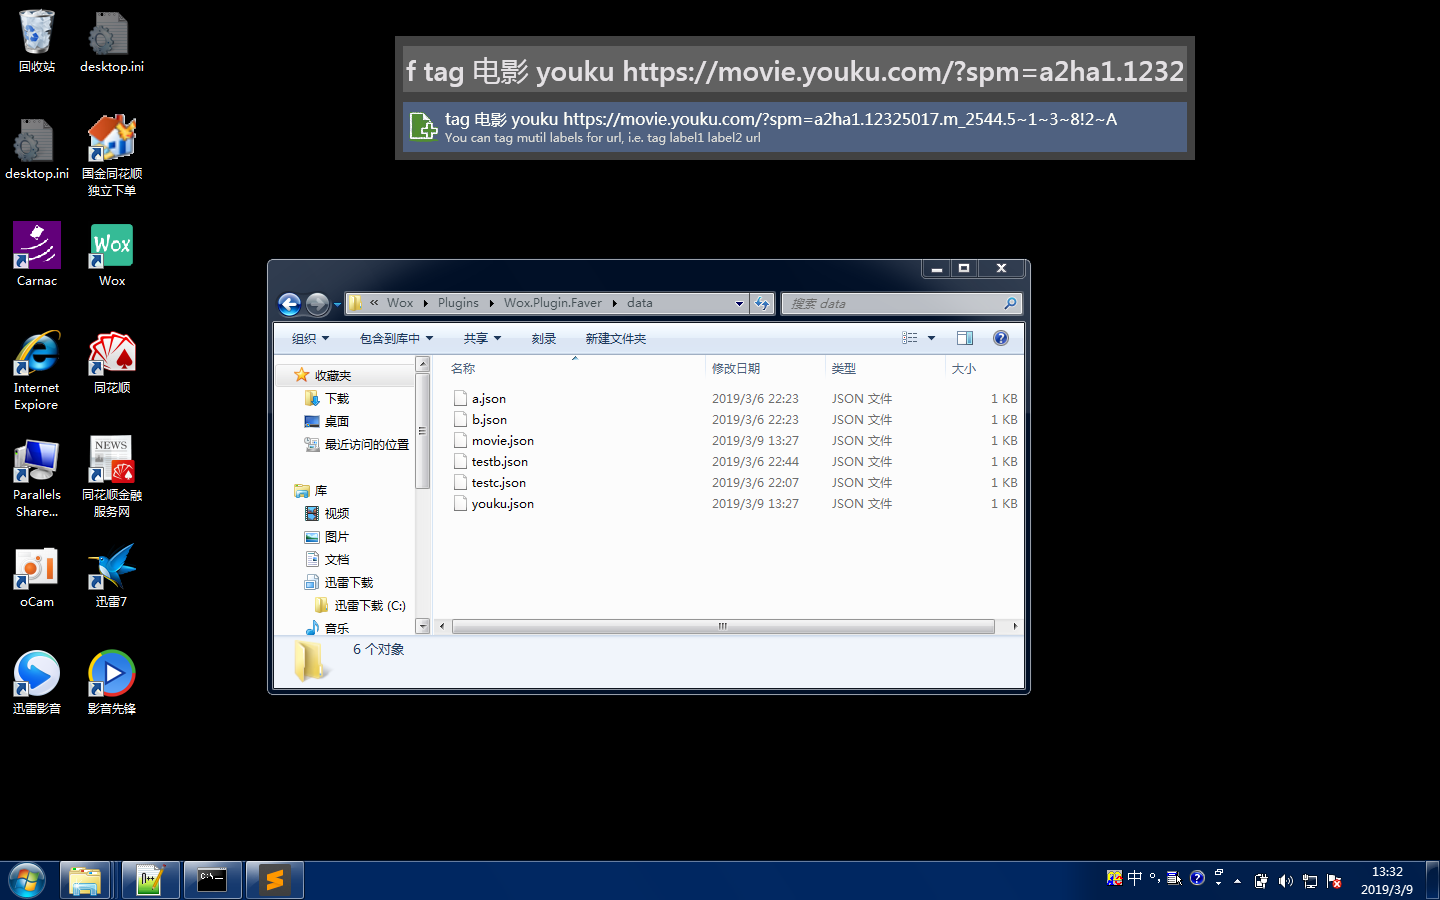 回收站
desktop.ini
desktop.ini
国金同花顺
独立下单
Carnac
Wox
Wox
Internet
Expiore
同花顺
NEWS
Parallels
Share...
同花顺金融
服务网
oCam
迅雷7
迅雷影音
影音先锋
f tag 电影 youku https://movie.youku.com/?spm=a2ha1.1232
tag 电影 youku https://movie.youku.com/?spm=a2ha1.12325017.m_2544.5~1~3~8!2~A
You can tag mutil labels for url, i.e. tag label1 label2 url
« Wox Plugins Wox.Plugin.Faver data
搜索 data
组织 包含到库中 共享 刻录 新建文件夹
收藏夹
下载
桌面
最近访问的位置
库
视频
图片
文档
迅雷下载
迅雷下载 (C:)
音乐
名称 修改日期 类型 大小
a.json 2019/3/6 22:23 JSON 文件 1 KB
b.json 2019/3/6 22:23 JSON 文件 1 KB
movie.json 2019/3/9 13:27 JSON 文件 1 KB
testb.json 2019/3/6 22:44 JSON 文件 1 KB
testc.json 2019/3/6 22:07 JSON 文件 1 KB
youku.json 2019/3/9 13:27 JSON 文件 1 KB
6 个对象
中
13:32
2019/3/9